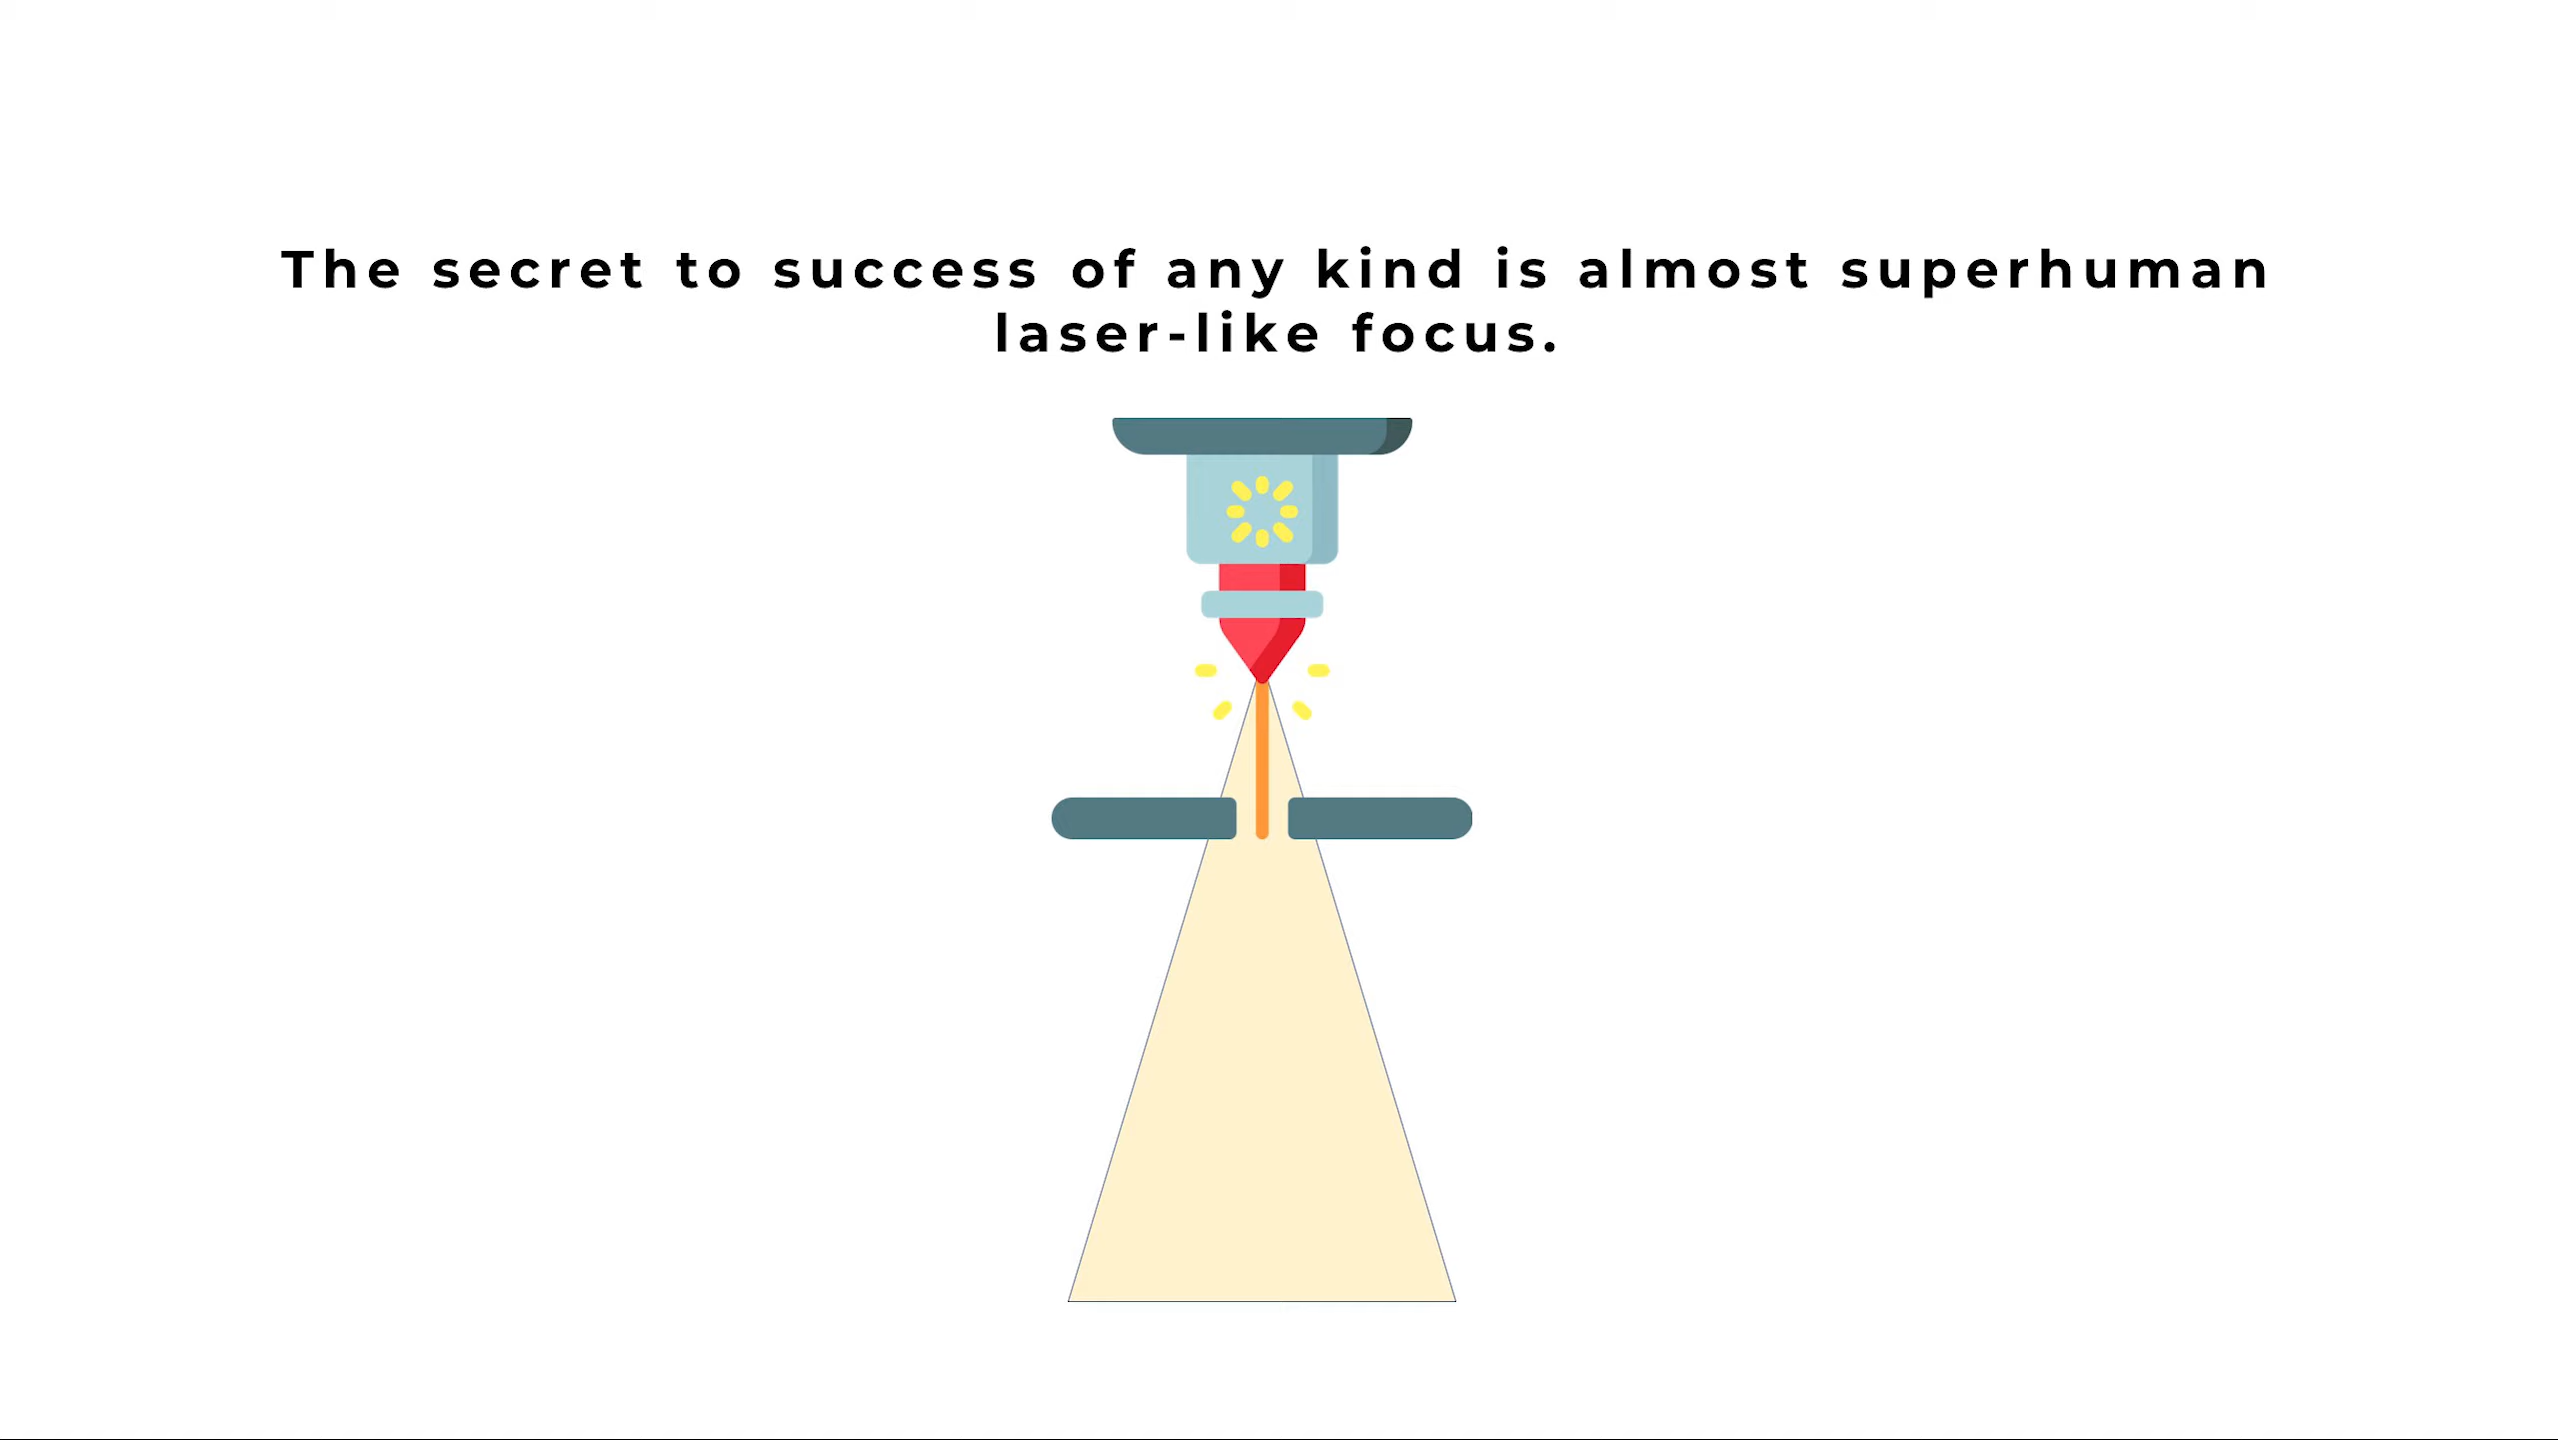 The secret to success of any kind is almost superhuman
laser-like focus.